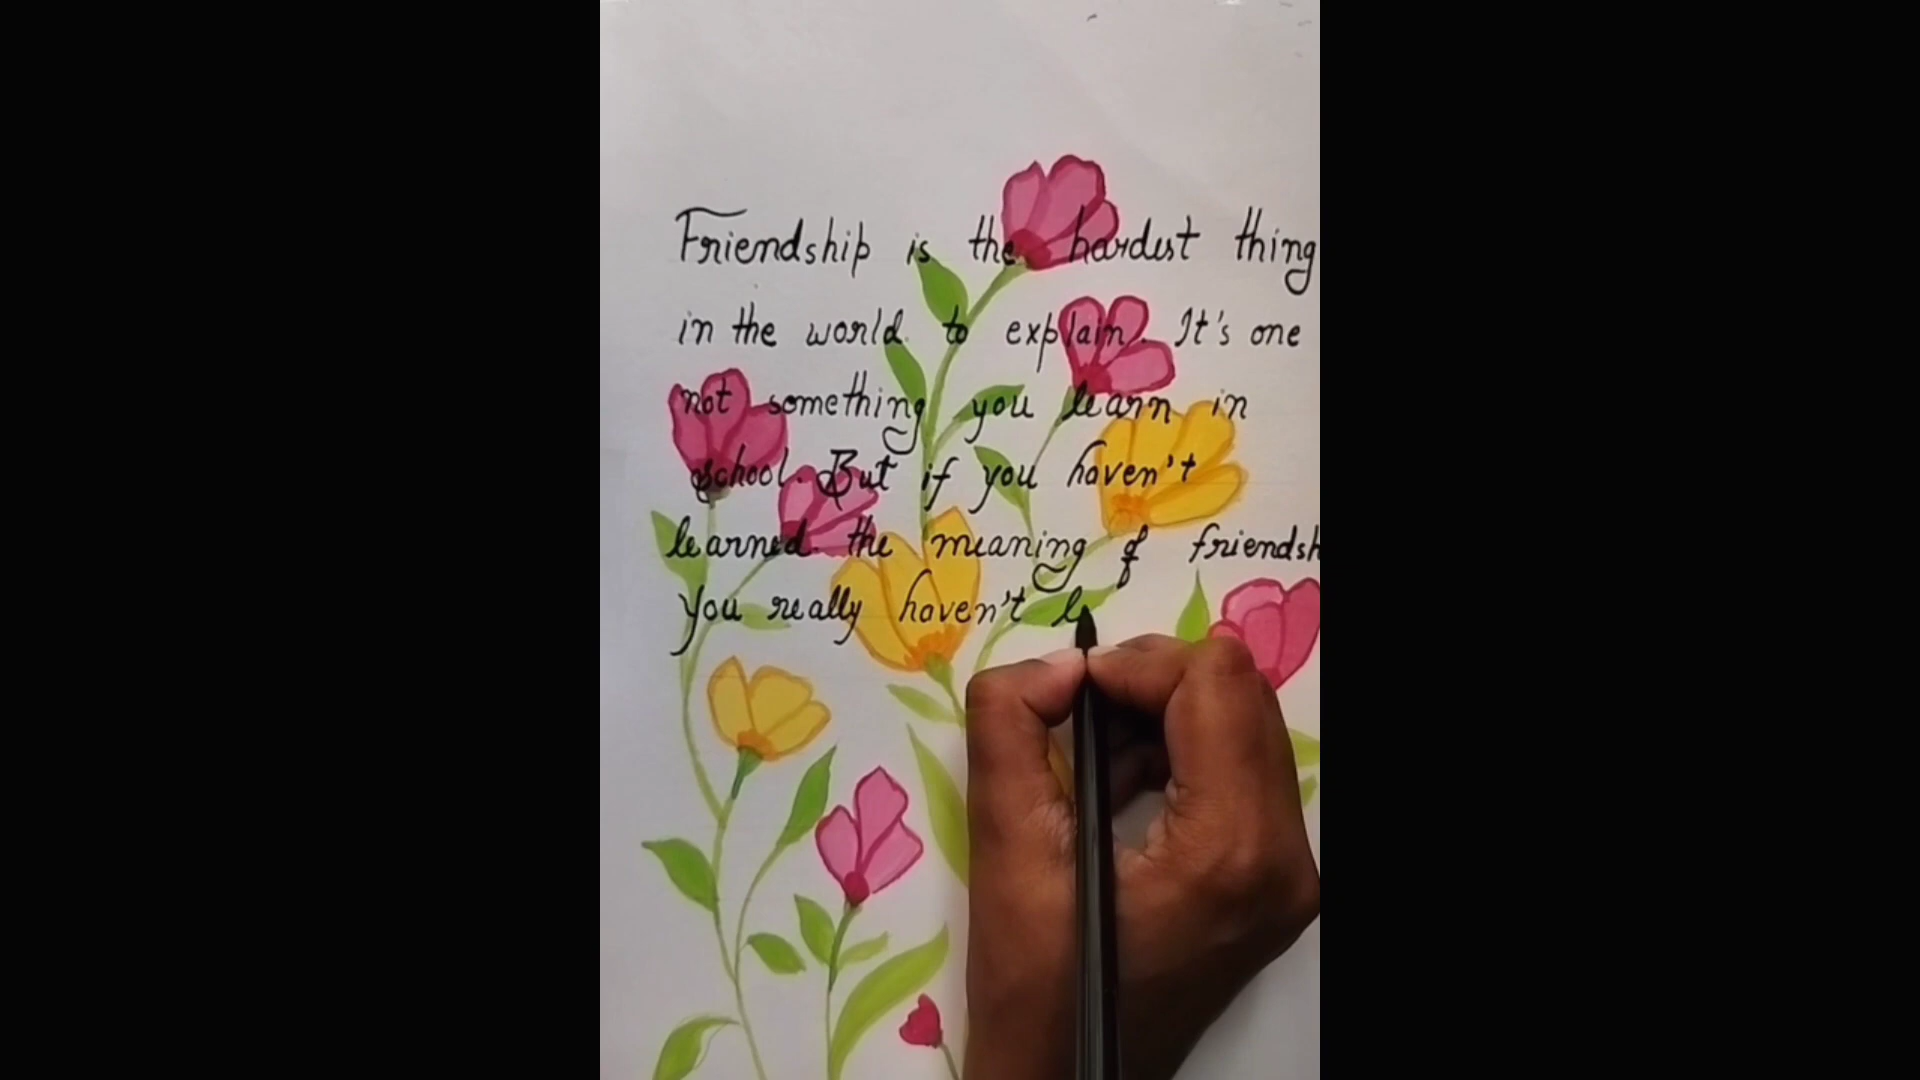 Friendship is the hardest thing
in the world to explain. It's one
not something you learn in
school. But if you haven't
learned the meaning of friendsh
you really haven't le